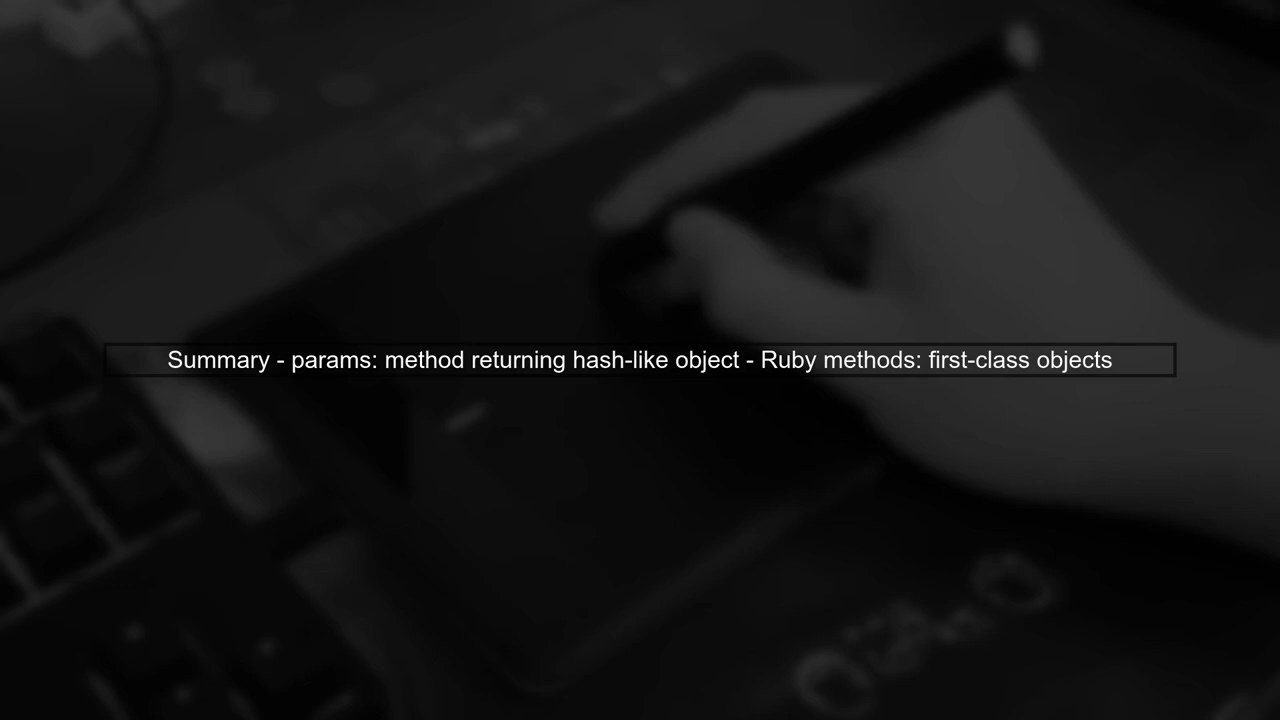 Summary - params: method returning hash-like object - Ruby methods: first-class objects